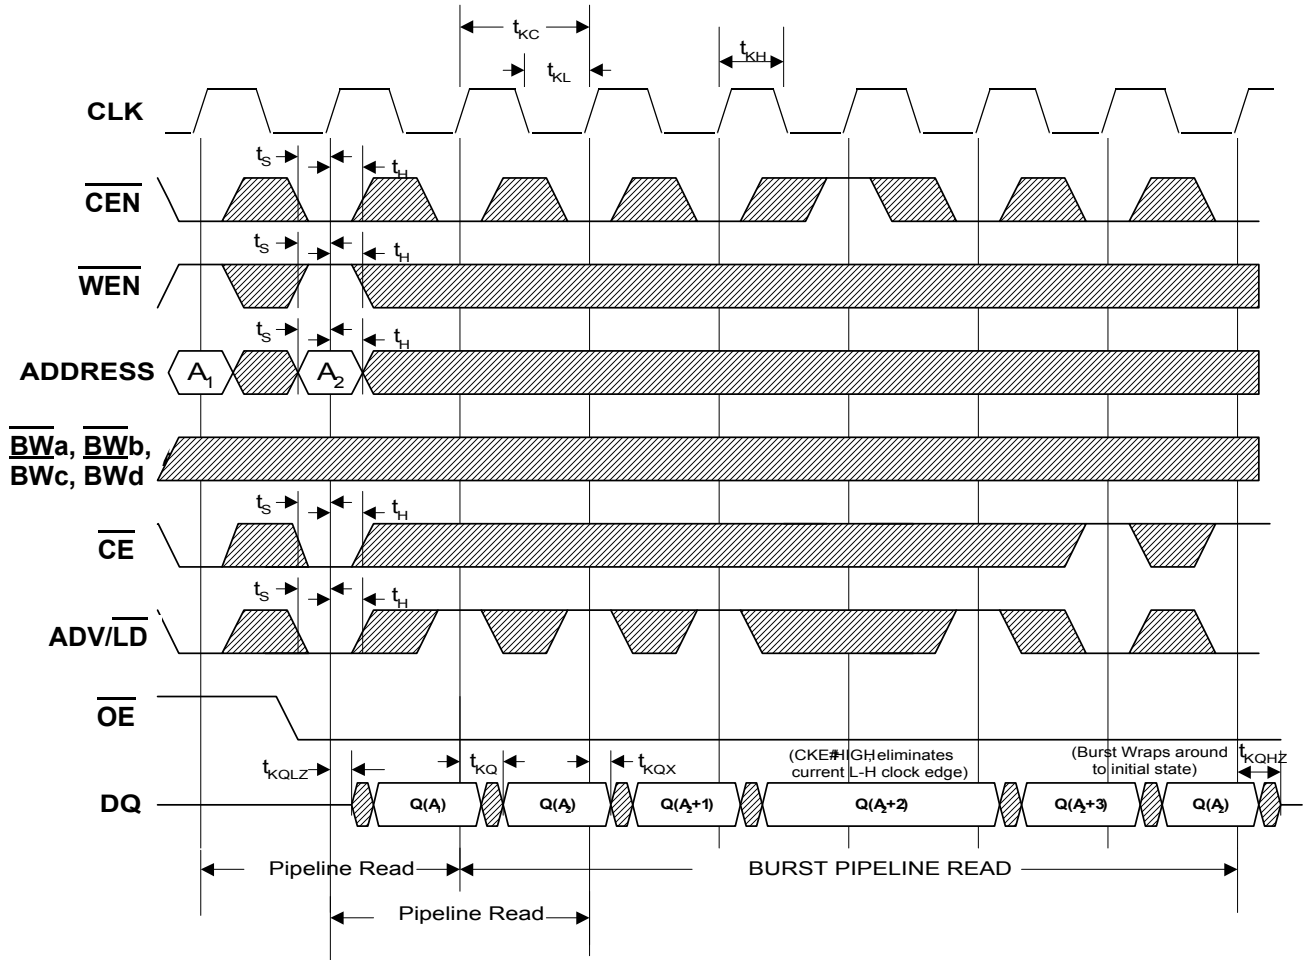 tKC
tKL
tKH
CLK
tS
tH
CEN
tS
tH
WEN
tS
tH
ADDRESS
A1
A2
BWa, BWb,
BWc, BWd
tS
tH
CE
tS
tH
ADV/LD
OE
tKQLZ
tKQ
tKQX
(CKE#HIGH, eliminates
current L-H clock edge)
(Burst Wraps around
to initial state)
tKQHZ
DQ
Q(A1)
Q(A2)
Q(A2+1)
Q(A2+2)
Q(A2+3)
Q(A2)
Pipeline Read
BURST PIPELINE READ
Pipeline Read